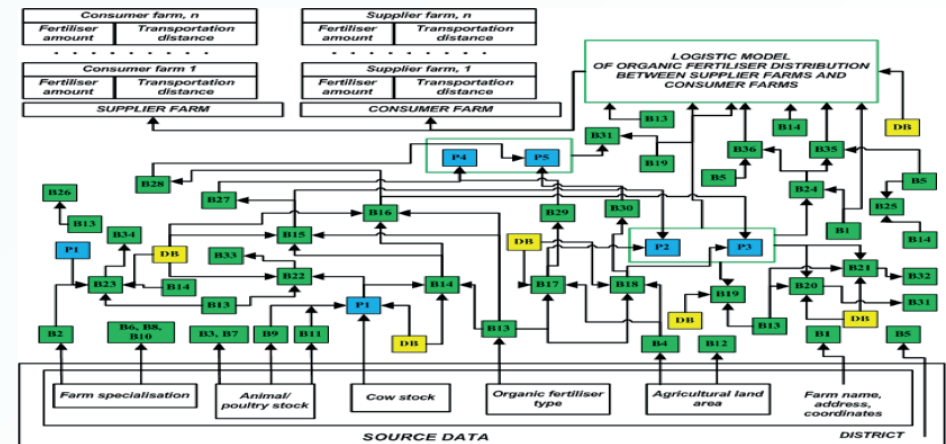 Consumer farm, n
Fertiliser amount
Transportation distance
Consumer farm 1
Fertiliser amount
Transportation distance
SUPPLIER FARM
Supplier farm, n
Fertiliser amount
Transportation distance
Supplier farm, 1
Fertiliser amount
Transportation distance
CONSUMER FARM
LOGISTIC MODEL
OF ORGANIC FERTILISER DISTRIBUTION
BETWEEN SUPPLIER FARMS AND
CONSUMER FARMS
B13
B14
DB
B31
B36
B35
P4
P5
B19
B5
B5
B28
B24
B26
B27
B16
B29
B30
B25
B13
B1
B14
B34
B15
P1
DB
B33
DB
P2
P3
B23
B14
B22
B14
B17
B18
B19
B20
B21
B32
B13
P1
B31
B2
B6, B8, B10
B3, B7
B9
B11
DB
B13
B4
B12
DB
B13
B1
DB
B5
Farm specialisation
Animal/ poultry stock
Cow stock
Organic fertiliser type
Agricultural land area
Farm name, address, coordinates
SOURCE DATA
DISTRICT